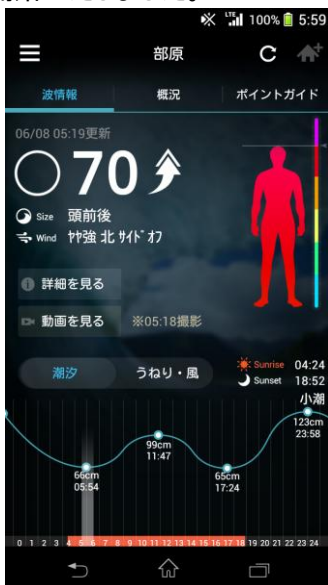 LTE 100% 5:59
部原 C
波情報 概況 ポイントガイド
06/08 05:19更新
70
Size 頭前後
Wind ヤヤ強 北 サイドオフ
詳細を見る
動画を見る ※05:18撮影
潮汐 うねり・風
Sunrise 04:24
Sunset 18:52
小潮
123cm
23:58
99cm
11:47
66cm
05:54
65cm
17:24
0 1 2 3 4 5 6 7 8 9 10 11 12 13 14 15 16 17 18 19 20 21 22 23 24